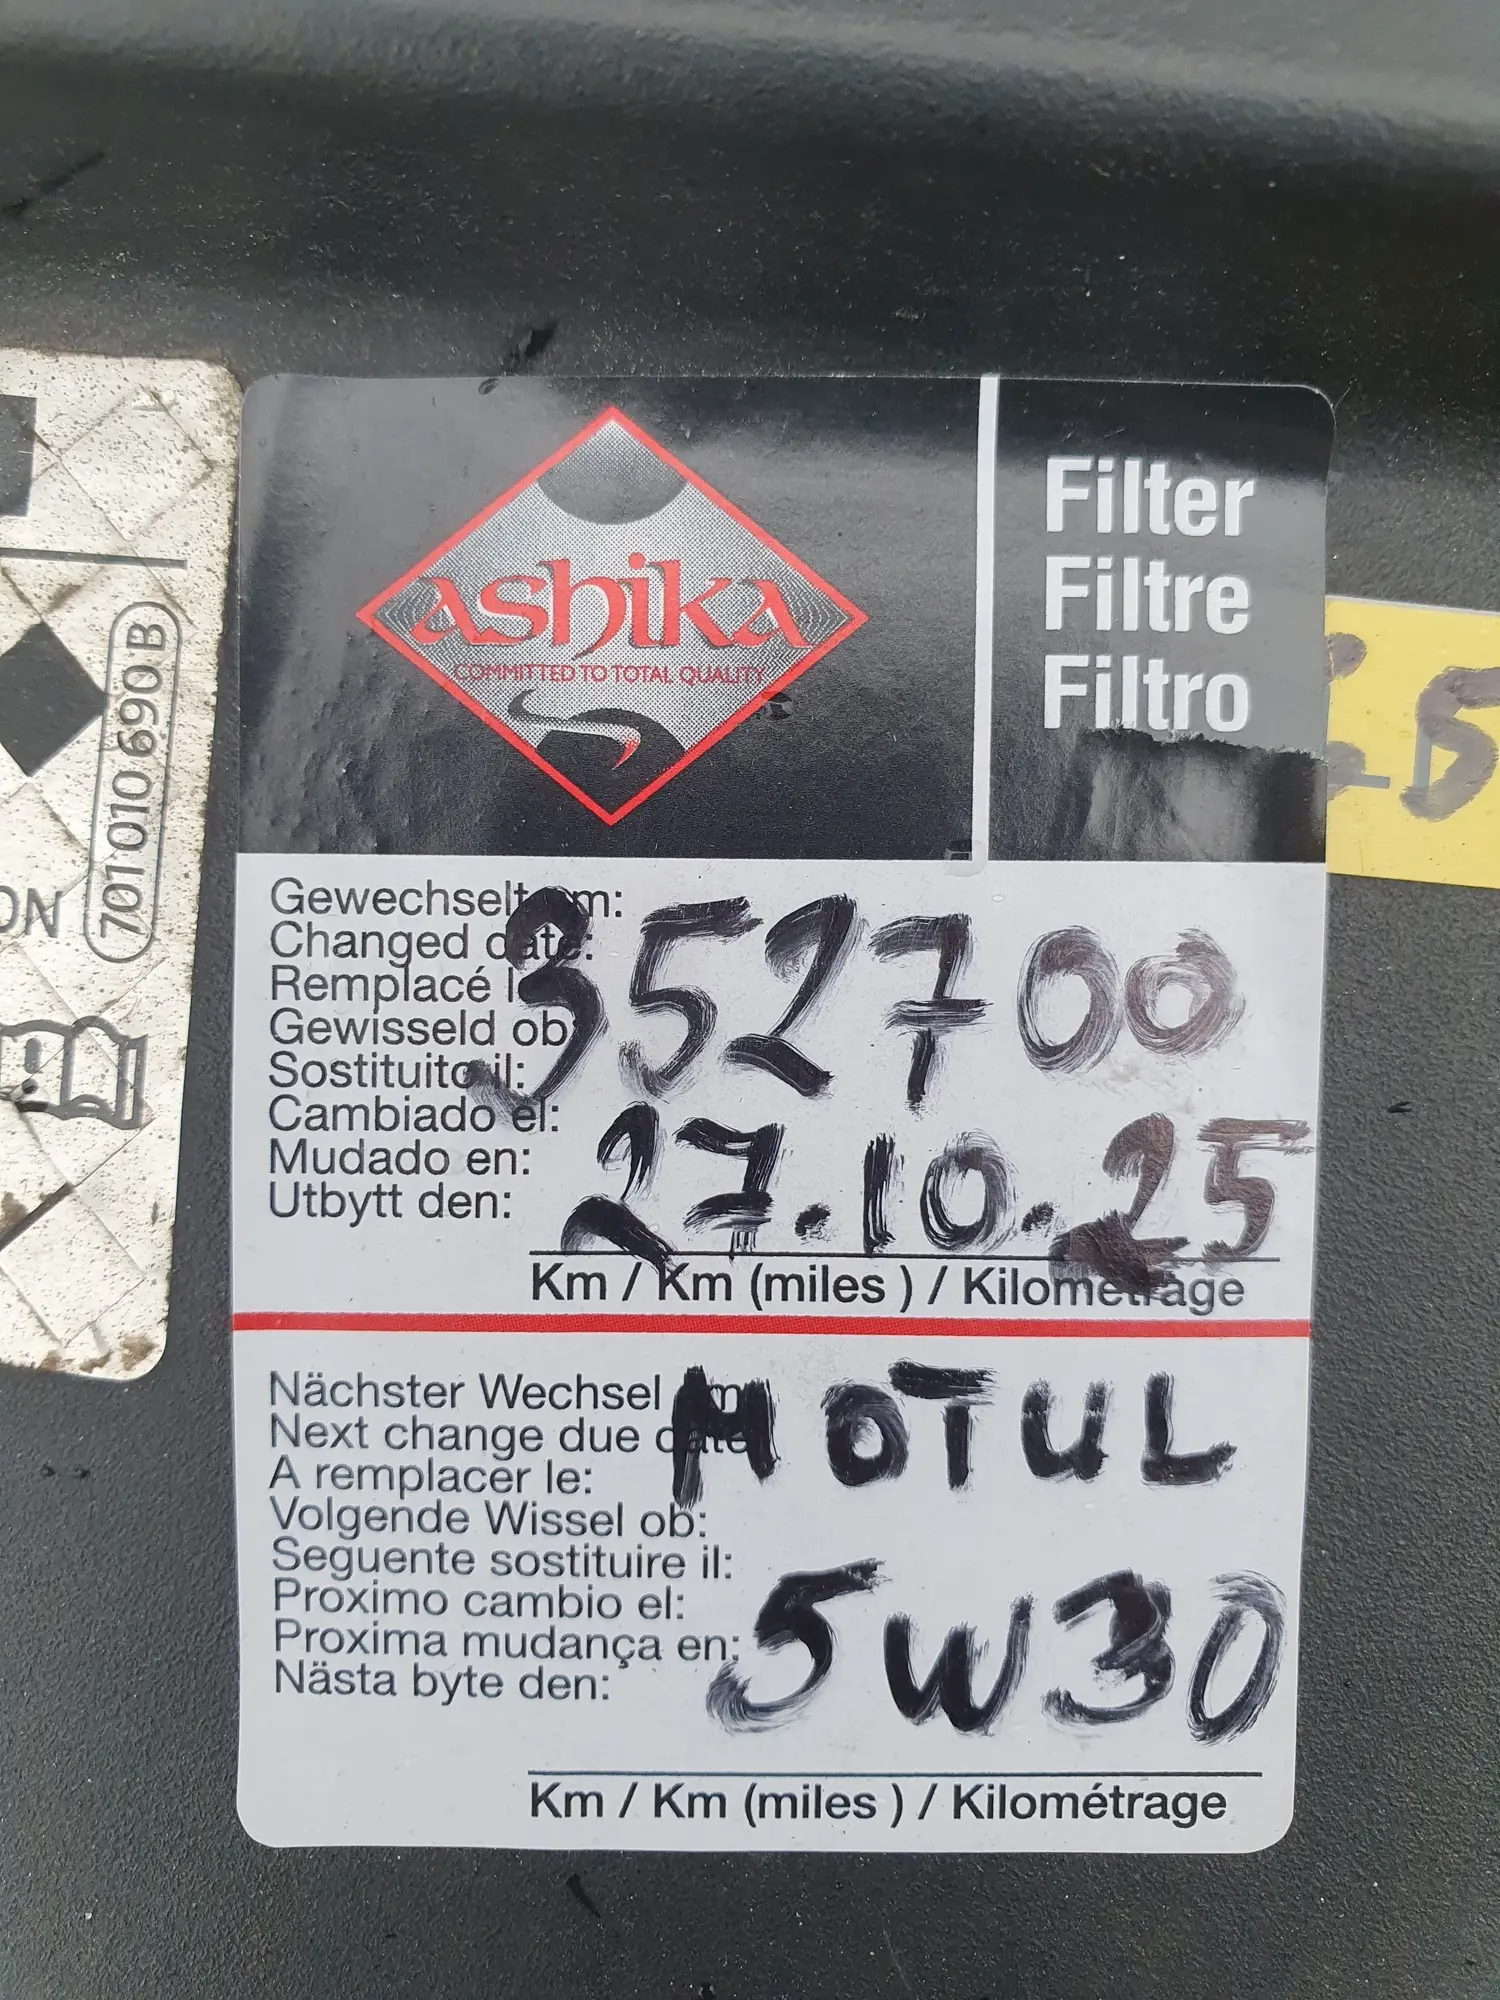 ashika
COMMITTED TO TOTAL QUALITY
Filter
Filtre
Filtro
5
701 010 690 B
ON
Gewechselt am:
Changed date:
Remplacé le
Gewisseld ob:
Sostituito il:
Cambiado el:
Mudado en:
Utbytt den:
352700
27.10.25
Km / Km (miles ) / Kilométrage
Nächster Wechsel am
Next change due date
A remplacer le:
Volgende Wissel ob:
Seguente sostituire il:
Proximo cambio el:
Proxima mudança en:
Nästa byte den:
MOTUL
5W30
Km / Km (miles ) / Kilométrage